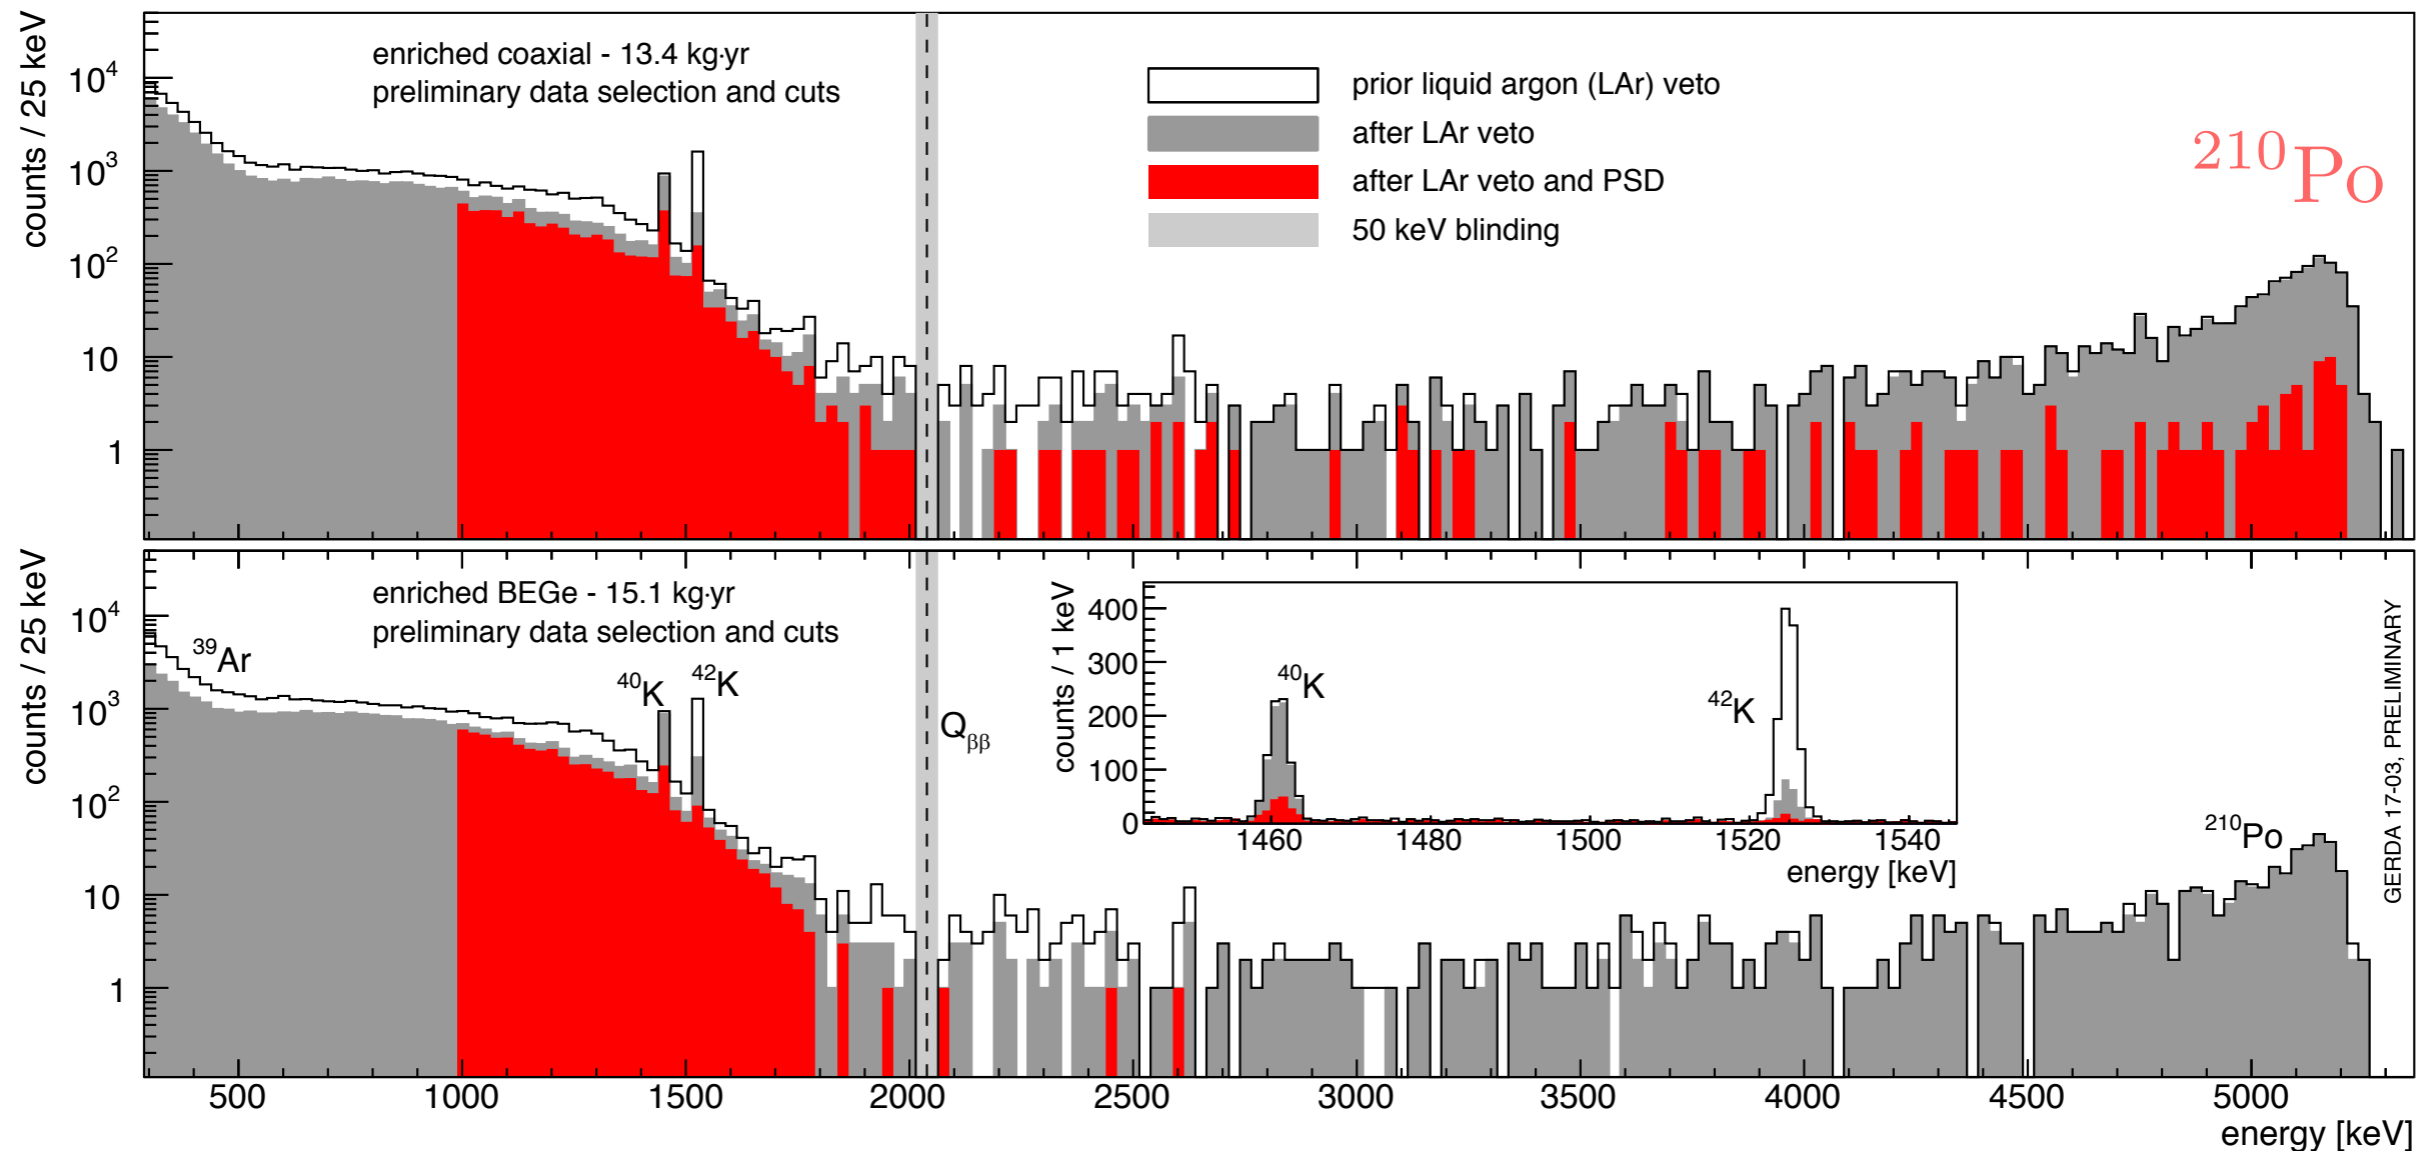 enriched coaxial - 13.4 kg·yr
preliminary data selection and cuts
prior liquid argon (LAr) veto
after LAr veto
after LAr veto and PSD
50 keV blinding
²¹⁰Po
counts / 25 keV
10⁴
10³
10²
10
1
enriched BEGe - 15.1 kg·yr
preliminary data selection and cuts
³⁹Ar
⁴⁰K
⁴²K
Qββ
counts / 25 keV
10⁴
10³
10²
10
1
counts / 1 keV
400
300
200
100
0
⁴⁰K
⁴²K
1460 1480 1500 1520 1540
energy [keV]
²¹⁰Po
GERDA 17-03, PRELIMINARY
500 1000 1500 2000 2500 3000 3500 4000 4500 5000
energy [keV]